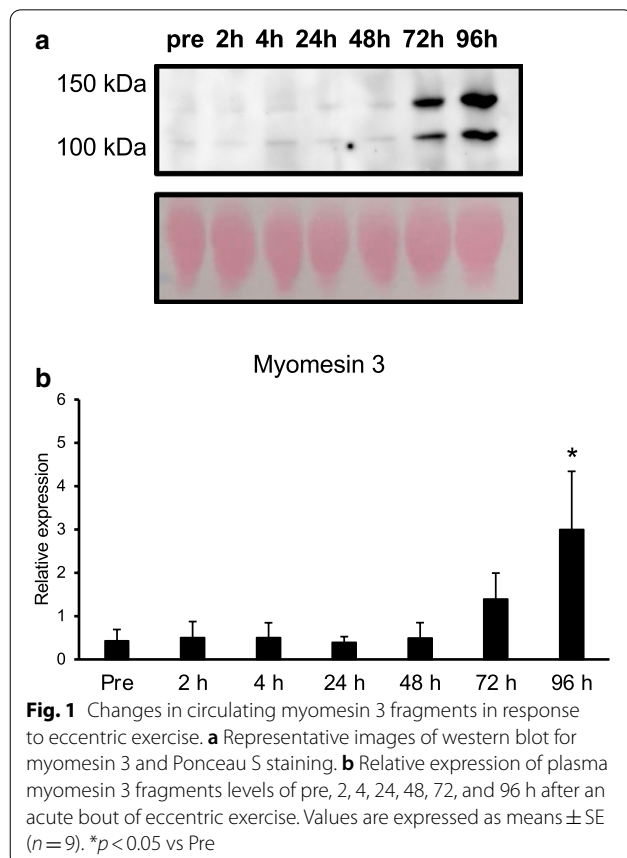 a
pre 2h 4h 24h 48h 72h 96h
150 kDa
100 kDa
Myomesin 3
b
6
5
4
3
2
1
0
Relative expression
*
Pre 2 h 4 h 24 h 48 h 72 h 96 h
Fig. 1 Changes in circulating myomesin 3 fragments in response
to eccentric exercise. a Representative images of western blot for
myomesin 3 and Ponceau S staining. b Relative expression of plasma
myomesin 3 fragments levels of pre, 2, 4, 24, 48, 72, and 96 h after an
acute bout of eccentric exercise. Values are expressed as means ± SE
(n = 9). *p < 0.05 vs Pre